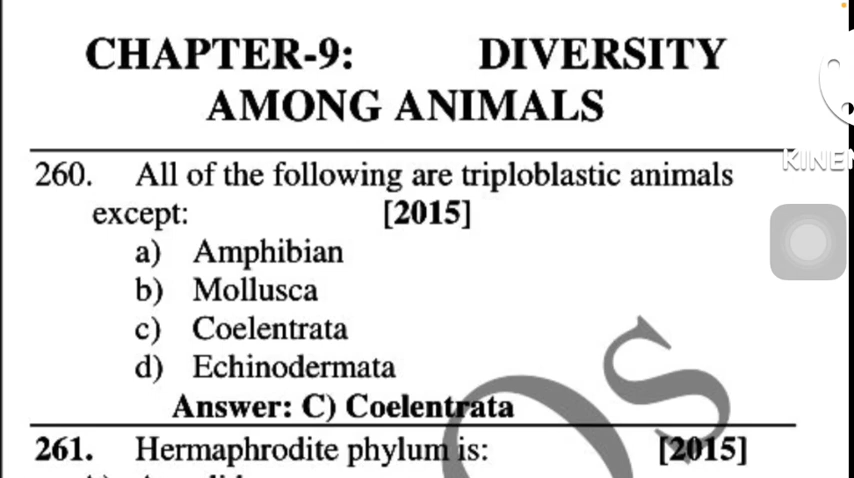 CHAPTER-9: DIVERSITY
AMONG ANIMALS
260. All of the following are triploblastic animals
except: [2015]
a) Amphibian
b) Mollusca
c) Coelentrata
d) Echinodermata
Answer: C) Coelentrata
261. Hermaphrodite phylum is: [2015]